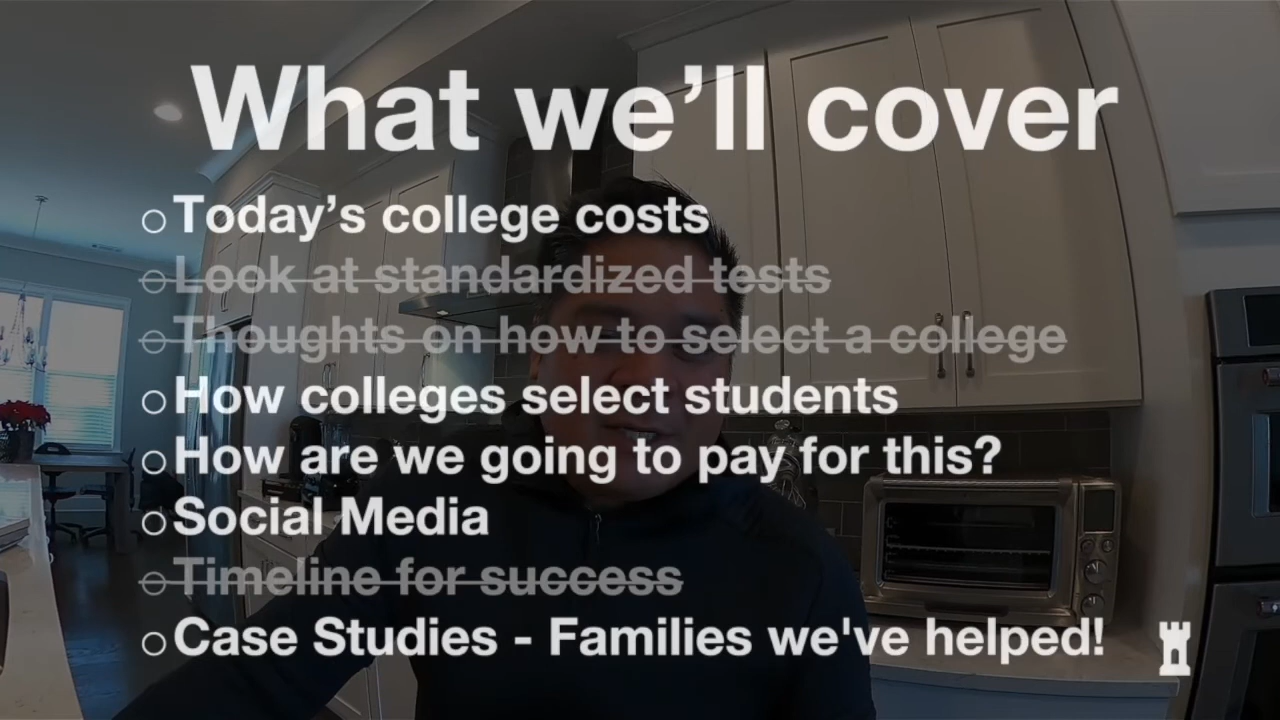 What we’ll cover
Today’s college costs
Look at standardized tests
Thoughts on how to select a college
How colleges select students
How are we going to pay for this?
Social Media
Timeline for success
Case Studies - Families we've helped!